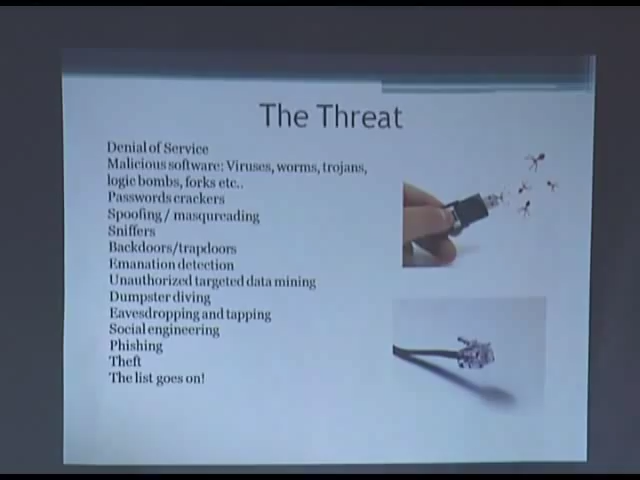 The Threat
Denial of Service
Malicious software: Viruses, worms, trojans,
logic bombs, forks etc..
Passwords crackers
Spoofing / masqureading
Sniffers
Backdoors/trapdoors
Emanation detection
Unauthorized targeted data mining
Dumpster diving
Eavesdropping and tapping
Social engineering
Phishing
Theft
The list goes on!